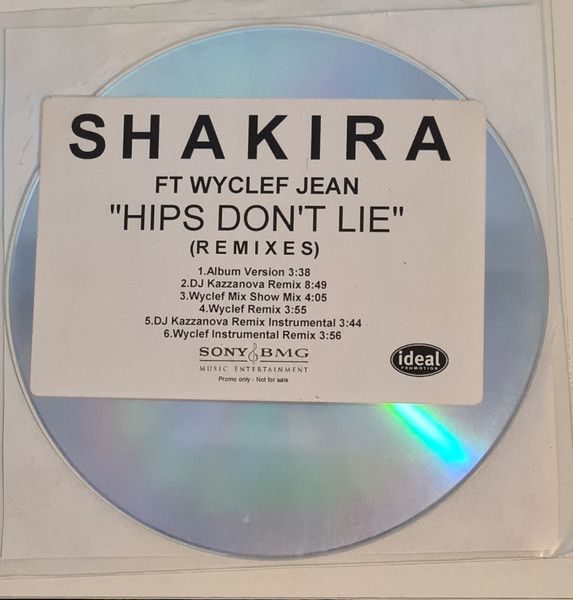 SHAKIRA
FT WYCLEF JEAN
"HIPS DON'T LIE"
(REMIXES)
1.Album Version 3:38
2.DJ Kazzanova Remix 8:49
3.Wyclef Mix Show Mix 4:05
4.Wyclef Remix 3:55
5.DJ Kazzanova Remix Instrumental 3:44
6.Wyclef Instrumental Remix 3:56
SONY BMG
MUSIC ENTERTAINMENT
Promo only - Not for sale
ideal
PROMOTION